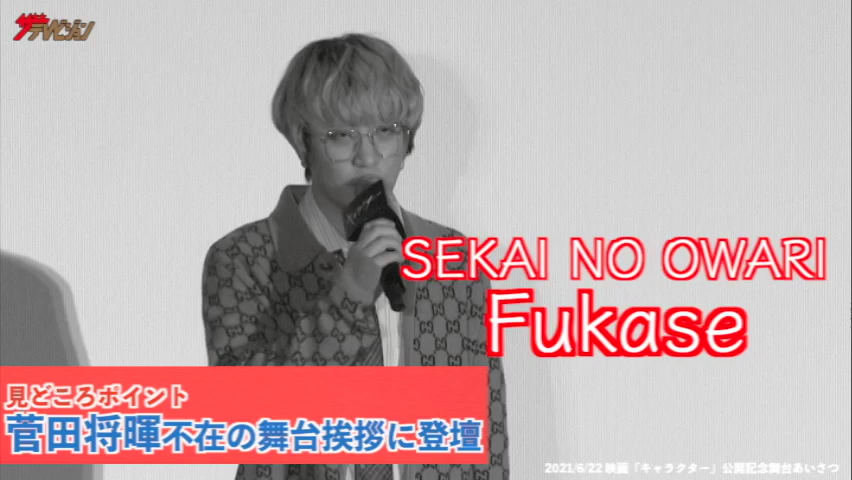 ザテレビジョン
SEKAI NO OWARI
Fukase
見どころポイント
菅田将暉不在の舞台挨拶に登壇
2021/6/22 映画「キャラクター」公開記念舞台あいさつ